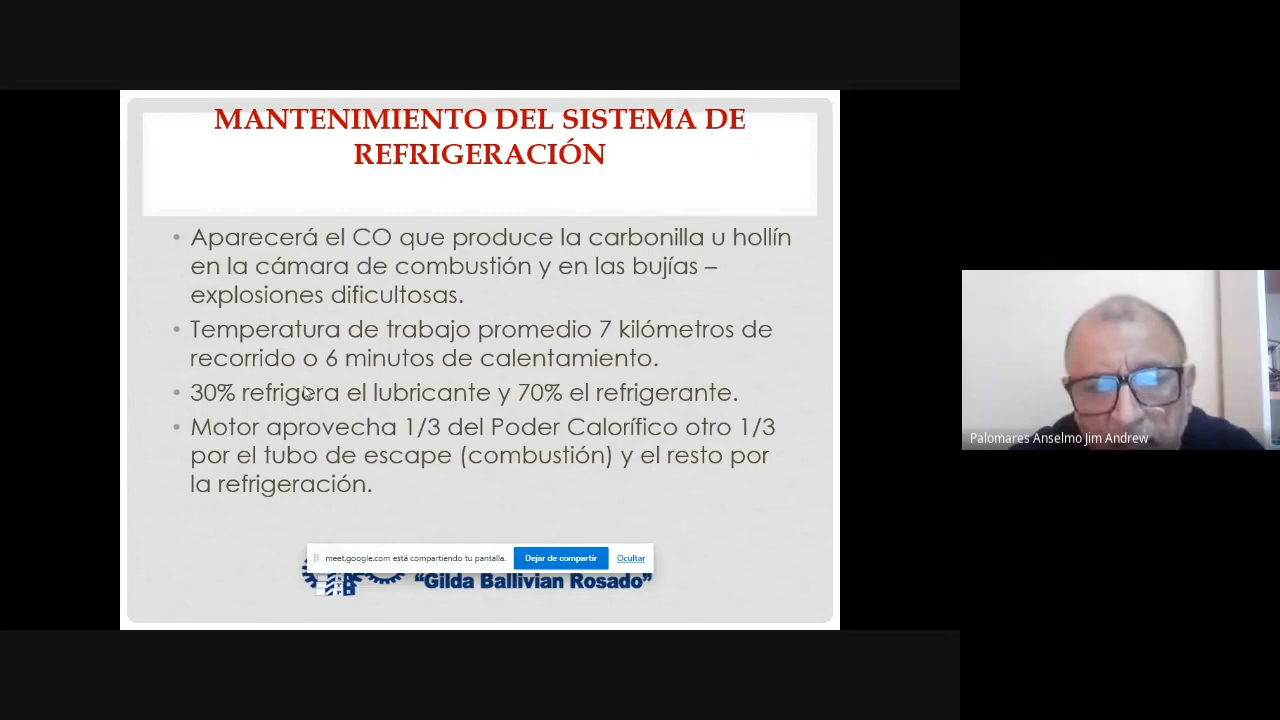 MANTENIMIENTO DEL SISTEMA DE
REFRIGERACIÓN
• Aparecerá el CO que produce la carbonilla u hollín
en la cámara de combustión y en las bujías –
explosiones dificultosas.
• Temperatura de trabajo promedio 7 kilómetros de
recorrido o 6 minutos de calentamiento.
• 30% refrigera el lubricante y 70% el refrigerante.
• Motor aprovecha 1/3 del Poder Calorífico otro 1/3
por el tubo de escape (combustión) y el resto por
la refrigeración.
meet.google.com está compartiendo tu pantalla. Dejar de compartir Ocultar
“Gilda Ballivian Rosado”
Palomares Anselmo Jim Andrew